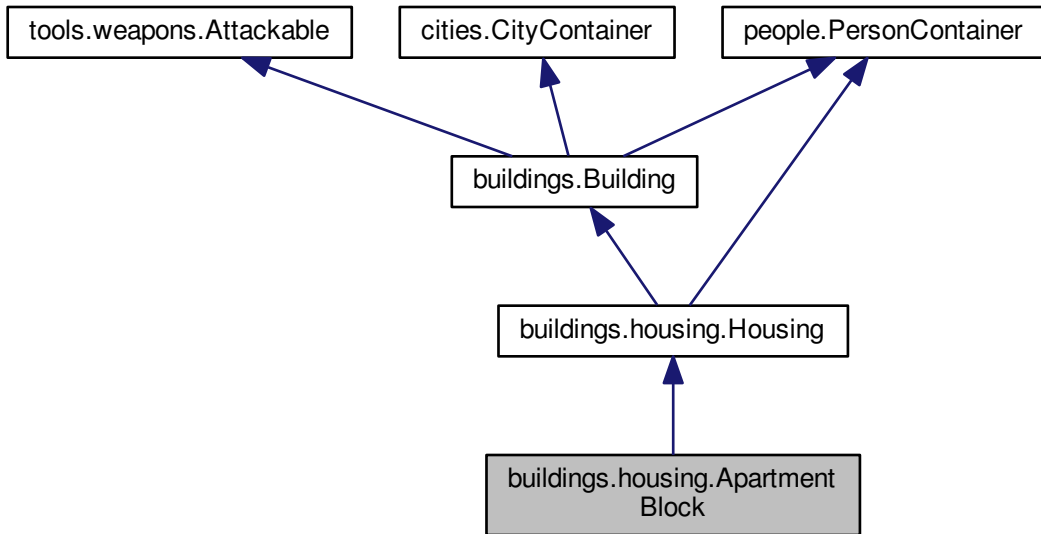 tools.weapons.Attackable
cities.CityContainer
people.PersonContainer
buildings.Building
buildings.housing.Housing
buildings.housing.Apartment
Block